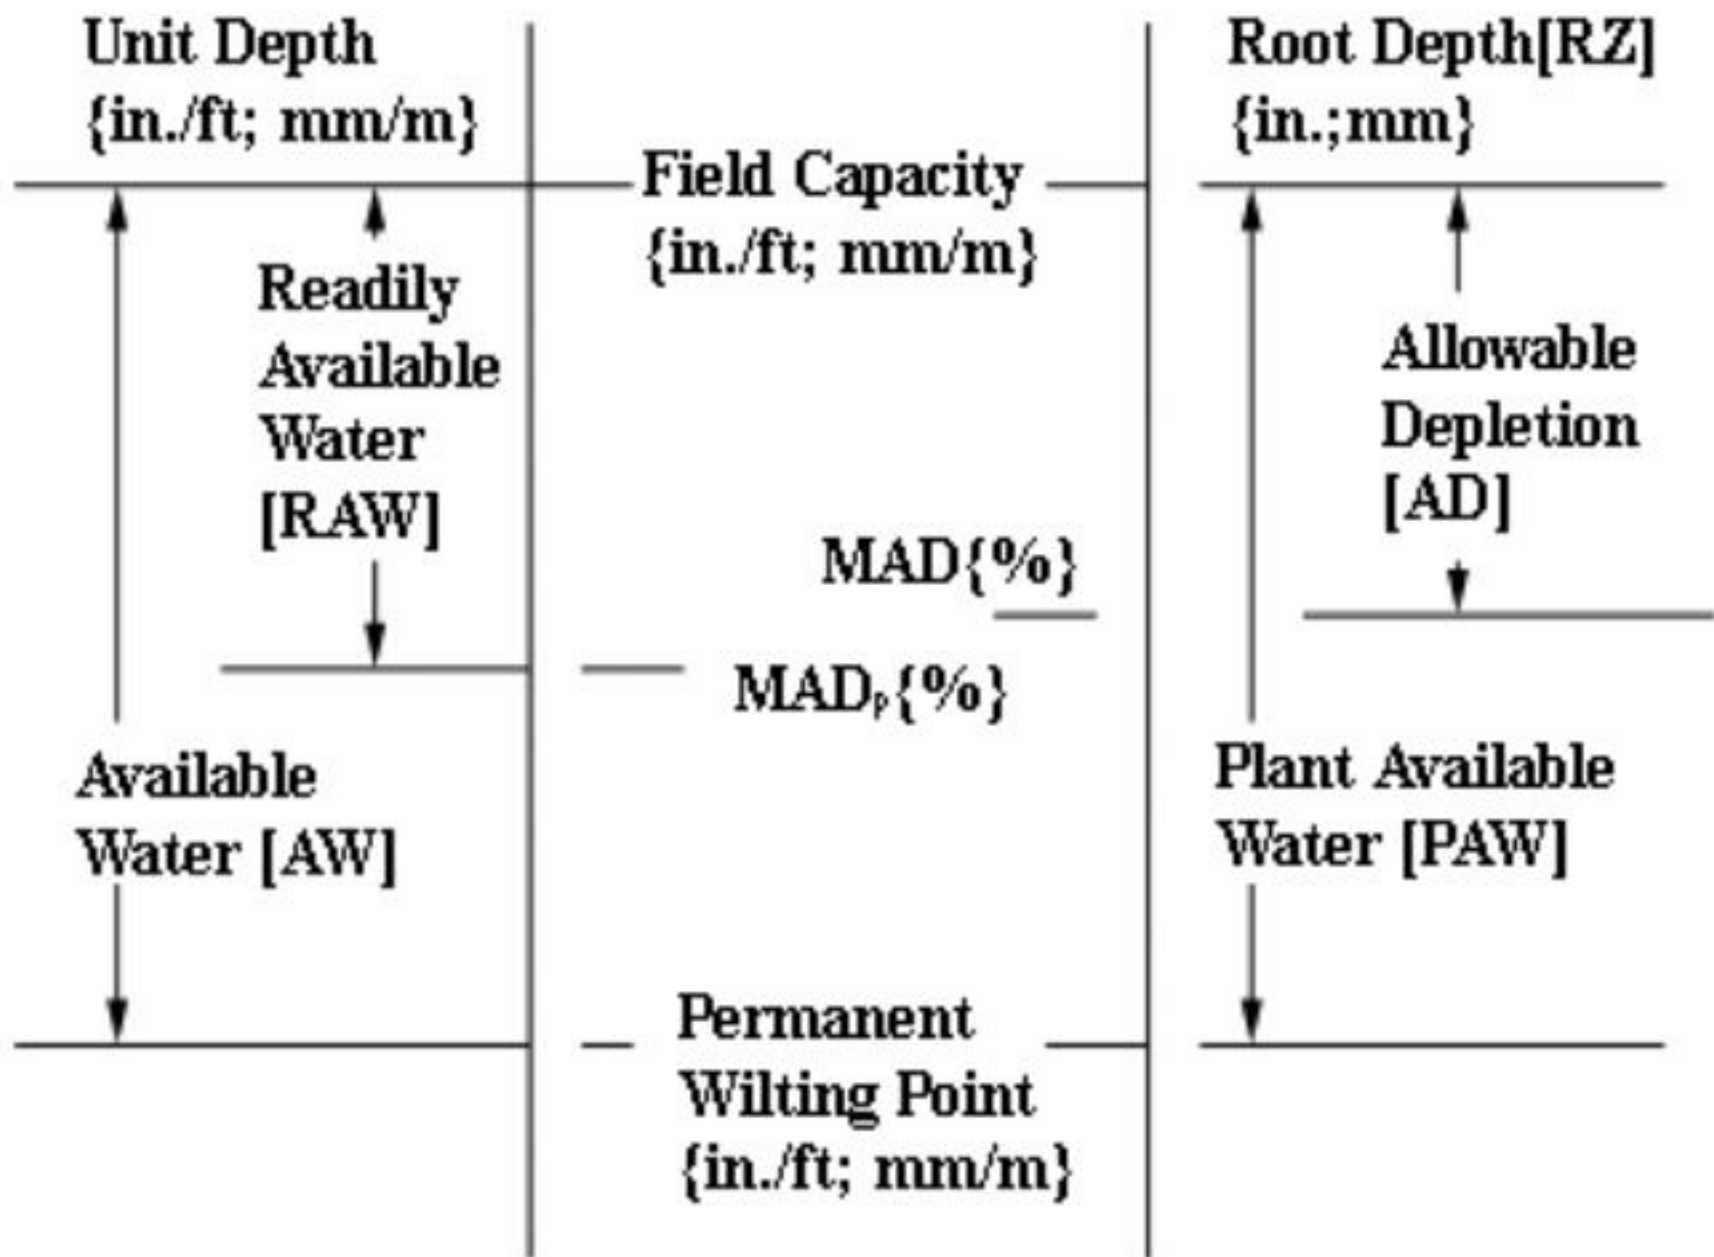 Unit Depth
{in./ft; mm/m}
Readily
Available
Water
[RAW]
Available
Water [AW]
Field Capacity
{in./ft; mm/m}
MAD{%}
MADₚ{%}
Permanent
Wilting Point
{in./ft; mm/m}
Root Depth[RZ]
{in.;mm}
Allowable
Depletion
[AD]
Plant Available
Water [PAW]